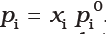 pᵢ = xᵢ pᵢ⁰.